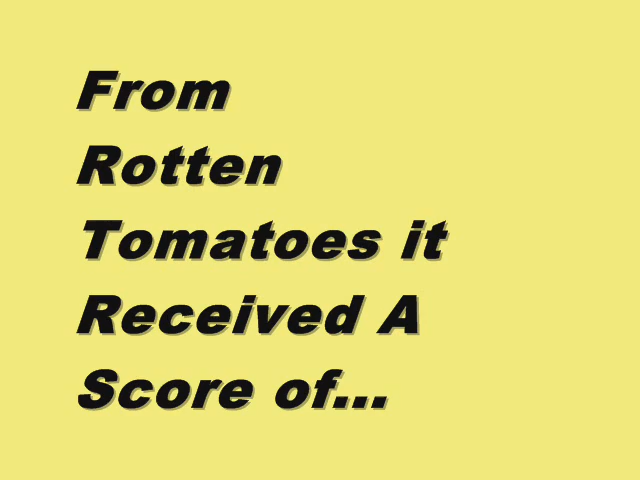 From
Rotten
Tomatoes it
Received A
Score of...